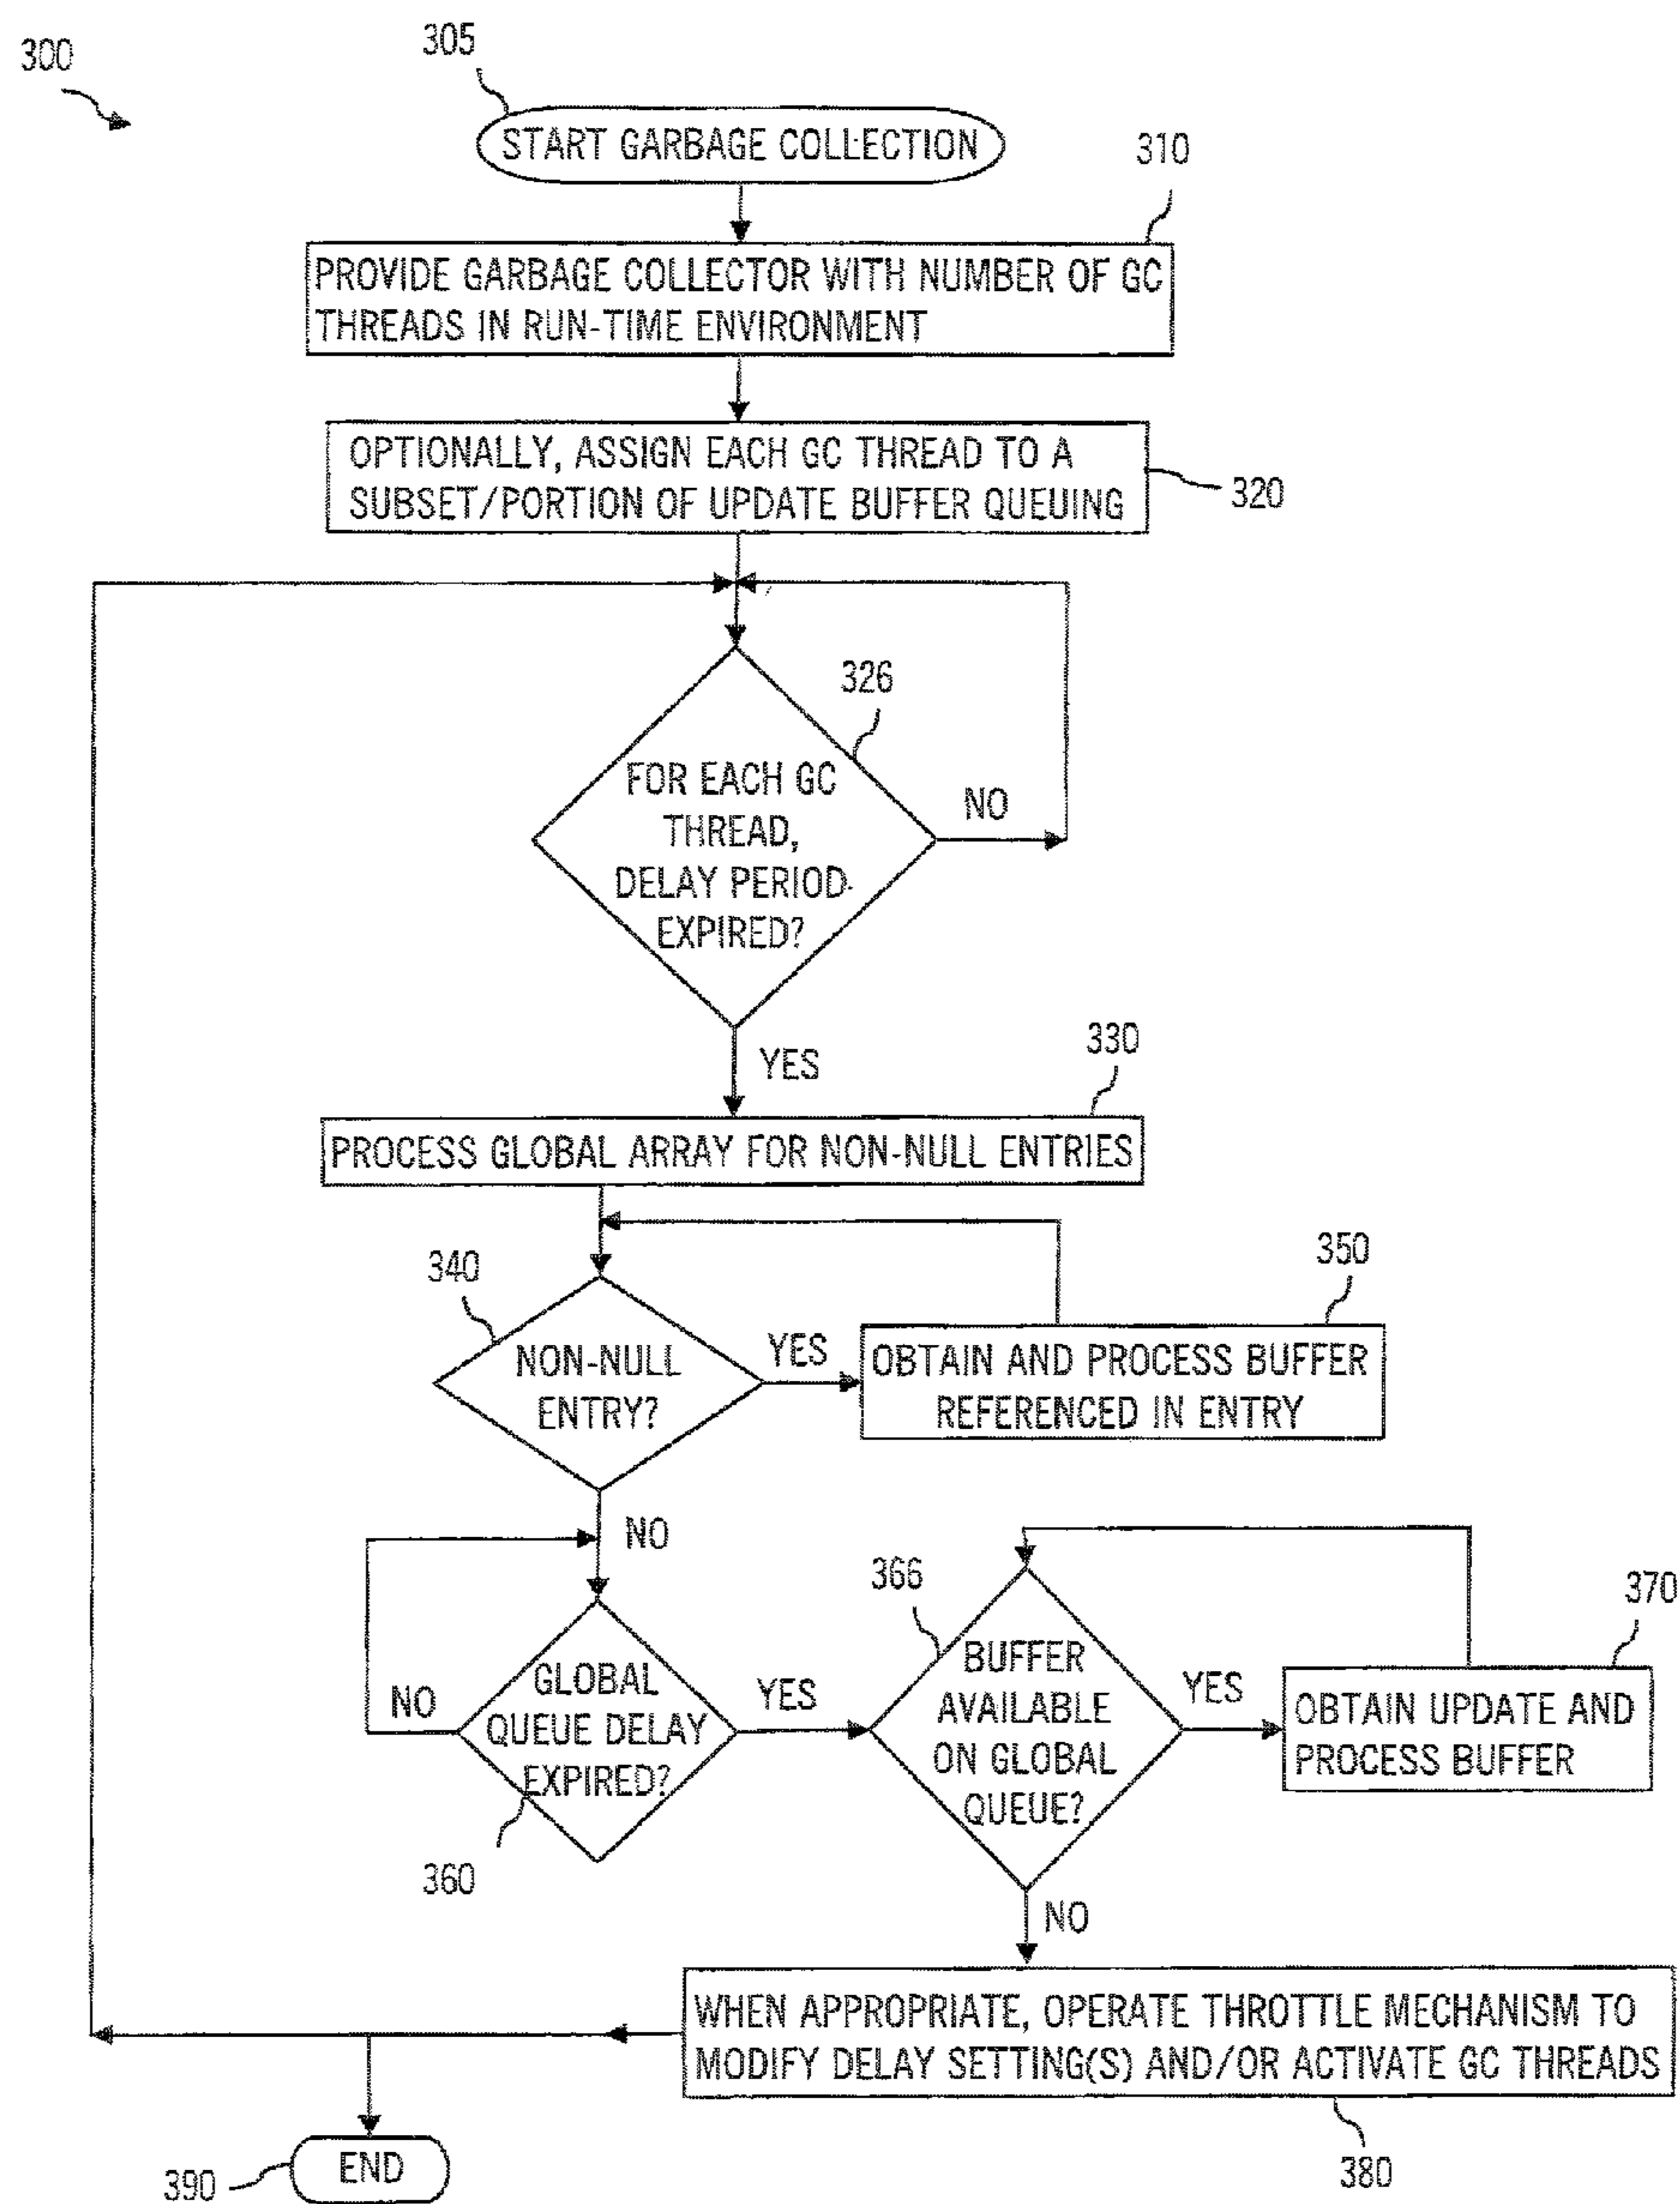 300
305
START GARBAGE COLLECTION
310
PROVIDE GARBAGE COLLECTOR WITH NUMBER OF GC
THREADS IN RUN-TIME ENVIRONMENT
OPTIONALLY, ASSIGN EACH GC THREAD TO A
SUBSET/PORTION OF UPDATE BUFFER QUEUING
320
326
FOR EACH GC
THREAD,
DELAY PERIOD
EXPIRED?
NO
YES
330
PROCESS GLOBAL ARRAY FOR NON-NULL ENTRIES
340
NON-NULL
ENTRY?
YES
350
OBTAIN AND PROCESS BUFFER
REFERENCED IN ENTRY
NO
GLOBAL
QUEUE DELAY
EXPIRED?
NO
YES
360
366
BUFFER
AVAILABLE
ON GLOBAL
QUEUE?
YES
370
OBTAIN UPDATE AND
PROCESS BUFFER
NO
WHEN APPROPRIATE, OPERATE THROTTLE MECHANISM TO
MODIFY DELAY SETTING(S) AND/OR ACTIVATE GC THREADS
380
390
END